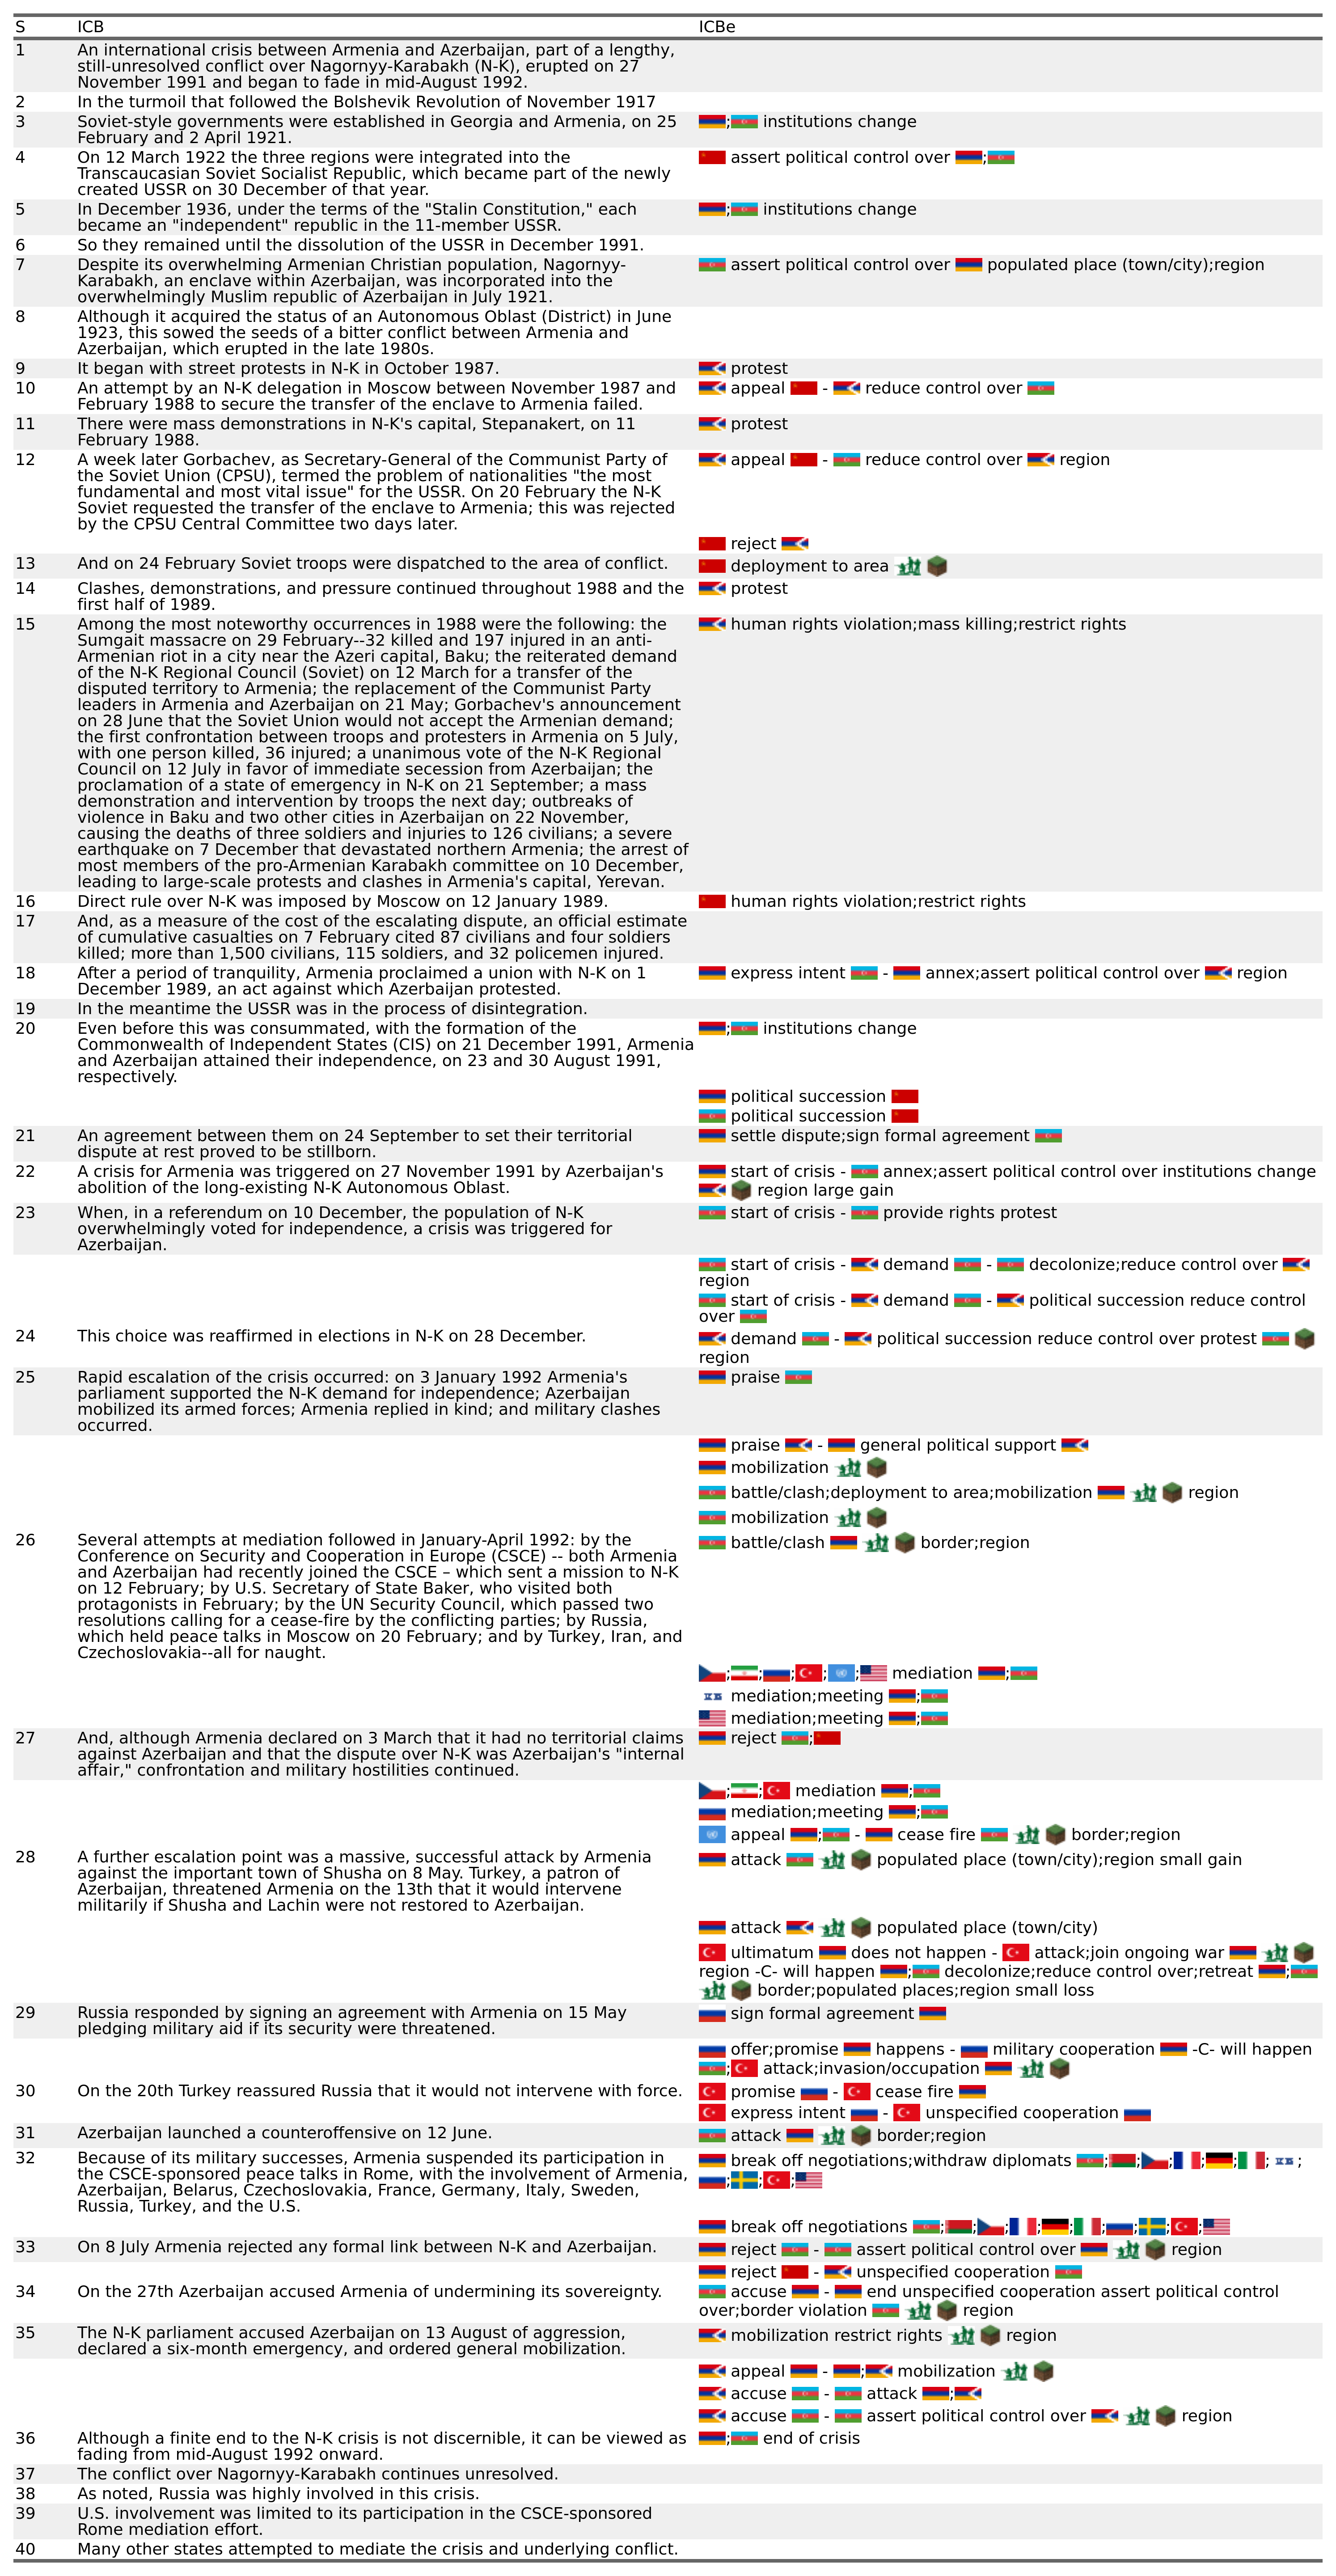 S ICB ICBe
1 An international crisis between Armenia and Azerbaijan, part of a lengthy,
still-unresolved conflict over Nagornyy-Karabakh (N-K), erupted on 27
November 1991 and began to fade in mid-August 1992.
2 In the turmoil that followed the Bolshevik Revolution of November 1917
3 Soviet-style governments were established in Georgia and Armenia, on 25 ; institutions change
February and 2 April 1921.
4 On 12 March 1922 the three regions were integrated into the assert political control over ;
Transcaucasian Soviet Socialist Republic, which became part of the newly
created USSR on 30 December of that year.
5 In December 1936, under the terms of the "Stalin Constitution," each ; institutions change
became an "independent" republic in the 11-member USSR.
6 So they remained until the dissolution of the USSR in December 1991.
7 Despite its overwhelming Armenian Christian population, Nagornyy- assert political control over populated place (town/city);region
Karabakh, an enclave within Azerbaijan, was incorporated into the
overwhelmingly Muslim republic of Azerbaijan in July 1921.
8 Although it acquired the status of an Autonomous Oblast (District) in June
1923, this sowed the seeds of a bitter conflict between Armenia and
Azerbaijan, which erupted in the late 1980s.
9 It began with street protests in N-K in October 1987. protest
10 An attempt by an N-K delegation in Moscow between November 1987 and appeal - reduce control over
February 1988 to secure the transfer of the enclave to Armenia failed.
11 There were mass demonstrations in N-K's capital, Stepanakert, on 11 protest
February 1988.
12 A week later Gorbachev, as Secretary-General of the Communist Party of appeal - reduce control over region
the Soviet Union (CPSU), termed the problem of nationalities "the most
fundamental and most vital issue" for the USSR. On 20 February the N-K
Soviet requested the transfer of the enclave to Armenia; this was rejected
by the CPSU Central Committee two days later.
reject
13 And on 24 February Soviet troops were dispatched to the area of conflict. deployment to area
14 Clashes, demonstrations, and pressure continued throughout 1988 and the protest
first half of 1989.
15 Among the most noteworthy occurrences in 1988 were the following: the human rights violation;mass killing;restrict rights
Sumgait massacre on 29 February--32 killed and 197 injured in an anti-
Armenian riot in a city near the Azeri capital, Baku; the reiterated demand
of the N-K Regional Council (Soviet) on 12 March for a transfer of the
disputed territory to Armenia; the replacement of the Communist Party
leaders in Armenia and Azerbaijan on 21 May; Gorbachev's announcement
on 28 June that the Soviet Union would not accept the Armenian demand;
the first confrontation between troops and protesters in Armenia on 5 July,
with one person killed, 36 injured; a unanimous vote of the N-K Regional
Council on 12 July in favor of immediate secession from Azerbaijan; the
proclamation of a state of emergency in N-K on 21 September; a mass
demonstration and intervention by troops the next day; outbreaks of
violence in Baku and two other cities in Azerbaijan on 22 November,
causing the deaths of three soldiers and injuries to 126 civilians; a severe
earthquake on 7 December that devastated northern Armenia; the arrest of
most members of the pro-Armenian Karabakh committee on 10 December,
leading to large-scale protests and clashes in Armenia's capital, Yerevan.
16 Direct rule over N-K was imposed by Moscow on 12 January 1989. human rights violation;restrict rights
17 And, as a measure of the cost of the escalating dispute, an official estimate
of cumulative casualties on 7 February cited 87 civilians and four soldiers
killed; more than 1,500 civilians, 115 soldiers, and 32 policemen injured.
18 After a period of tranquility, Armenia proclaimed a union with N-K on 1 express intent - annex;assert political control over region
December 1989, an act against which Azerbaijan protested.
19 In the meantime the USSR was in the process of disintegration.
20 Even before this was consummated, with the formation of the ; institutions change
Commonwealth of Independent States (CIS) on 21 December 1991, Armenia
and Azerbaijan attained their independence, on 23 and 30 August 1991,
respectively.
political succession
political succession
21 An agreement between them on 24 September to set their territorial settle dispute;sign formal agreement
dispute at rest proved to be stillborn.
22 A crisis for Armenia was triggered on 27 November 1991 by Azerbaijan's start of crisis - annex;assert political control over institutions change
abolition of the long-existing N-K Autonomous Oblast. region large gain
23 When, in a referendum on 10 December, the population of N-K start of crisis - provide rights protest
overwhelmingly voted for independence, a crisis was triggered for
Azerbaijan.
start of crisis - demand - decolonize;reduce control over
region
start of crisis - demand - political succession reduce control
over
24 This choice was reaffirmed in elections in N-K on 28 December. demand - political succession reduce control over protest
region
25 Rapid escalation of the crisis occurred: on 3 January 1992 Armenia's praise
parliament supported the N-K demand for independence; Azerbaijan
mobilized its armed forces; Armenia replied in kind; and military clashes
occurred.
praise - general political support
mobilization
battle/clash;deployment to area;mobilization region
mobilization
26 Several attempts at mediation followed in January-April 1992: by the battle/clash border;region
Conference on Security and Cooperation in Europe (CSCE) -- both Armenia
and Azerbaijan had recently joined the CSCE – which sent a mission to N-K
on 12 February; by U.S. Secretary of State Baker, who visited both
protagonists in February; by the UN Security Council, which passed two
resolutions calling for a cease-fire by the conflicting parties; by Russia,
which held peace talks in Moscow on 20 February; and by Turkey, Iran, and
Czechoslovakia--all for naught.
; ; ; ; ; mediation ;
mediation;meeting ;
mediation;meeting ;
27 And, although Armenia declared on 3 March that it had no territorial claims reject ;
against Azerbaijan and that the dispute over N-K was Azerbaijan's "internal
affair," confrontation and military hostilities continued.
; ; mediation ;
mediation;meeting ;
appeal ; - cease fire border;region
28 A further escalation point was a massive, successful attack by Armenia attack populated place (town/city);region small gain
against the important town of Shusha on 8 May. Turkey, a patron of
Azerbaijan, threatened Armenia on the 13th that it would intervene
militarily if Shusha and Lachin were not restored to Azerbaijan.
attack populated place (town/city)
ultimatum does not happen - attack;join ongoing war
region -C- will happen ; decolonize;reduce control over;retreat ;
border;populated places;region small loss
29 Russia responded by signing an agreement with Armenia on 15 May sign formal agreement
pledging military aid if its security were threatened.
offer;promise happens - military cooperation -C- will happen
; attack;invasion/occupation
30 On the 20th Turkey reassured Russia that it would not intervene with force. promise - cease fire
express intent - unspecified cooperation
31 Azerbaijan launched a counteroffensive on 12 June. attack border;region
32 Because of its military successes, Armenia suspended its participation in break off negotiations;withdraw diplomats ; ; ; ; ; ; ;
the CSCE-sponsored peace talks in Rome, with the involvement of Armenia, ; ; ;
Azerbaijan, Belarus, Czechoslovakia, France, Germany, Italy, Sweden,
Russia, Turkey, and the U.S.
break off negotiations ; ; ; ; ; ; ; ; ;
33 On 8 July Armenia rejected any formal link between N-K and Azerbaijan. reject - assert political control over region
reject - unspecified cooperation
34 On the 27th Azerbaijan accused Armenia of undermining its sovereignty. accuse - end unspecified cooperation assert political control
over;border violation region
35 The N-K parliament accused Azerbaijan on 13 August of aggression, mobilization restrict rights region
declared a six-month emergency, and ordered general mobilization.
appeal - ; mobilization
accuse - attack ;
accuse - assert political control over region
36 Although a finite end to the N-K crisis is not discernible, it can be viewed as ; end of crisis
fading from mid-August 1992 onward.
37 The conflict over Nagornyy-Karabakh continues unresolved.
38 As noted, Russia was highly involved in this crisis.
39 U.S. involvement was limited to its participation in the CSCE-sponsored
Rome mediation effort.
40 Many other states attempted to mediate the crisis and underlying conflict.